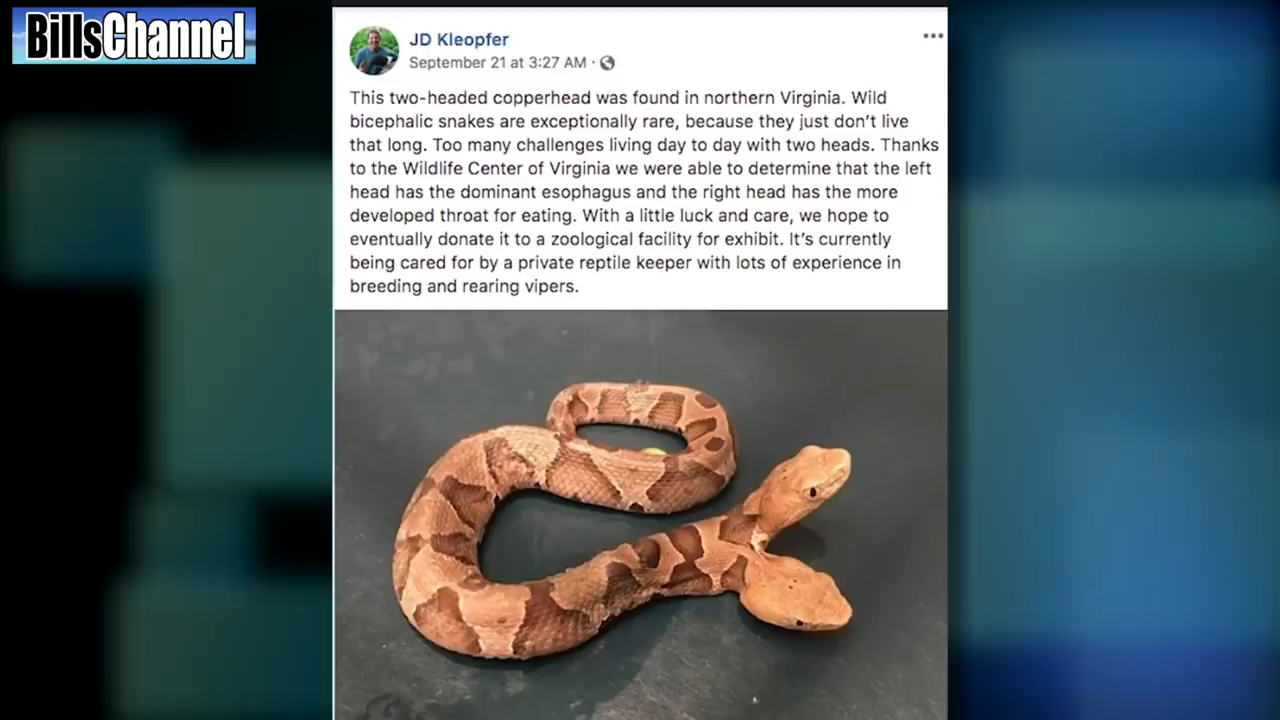 BillsChannel
JD Kleopfer
September 21 at 3:27 AM ·
This two-headed copperhead was found in northern Virginia. Wild
bicephalic snakes are exceptionally rare, because they just don’t live
that long. Too many challenges living day to day with two heads. Thanks
to the Wildlife Center of Virginia we were able to determine that the left
head has the dominant esophagus and the right head has the more
developed throat for eating. With a little luck and care, we hope to
eventually donate it to a zoological facility for exhibit. It’s currently
being cared for by a private reptile keeper with lots of experience in
breeding and rearing vipers.